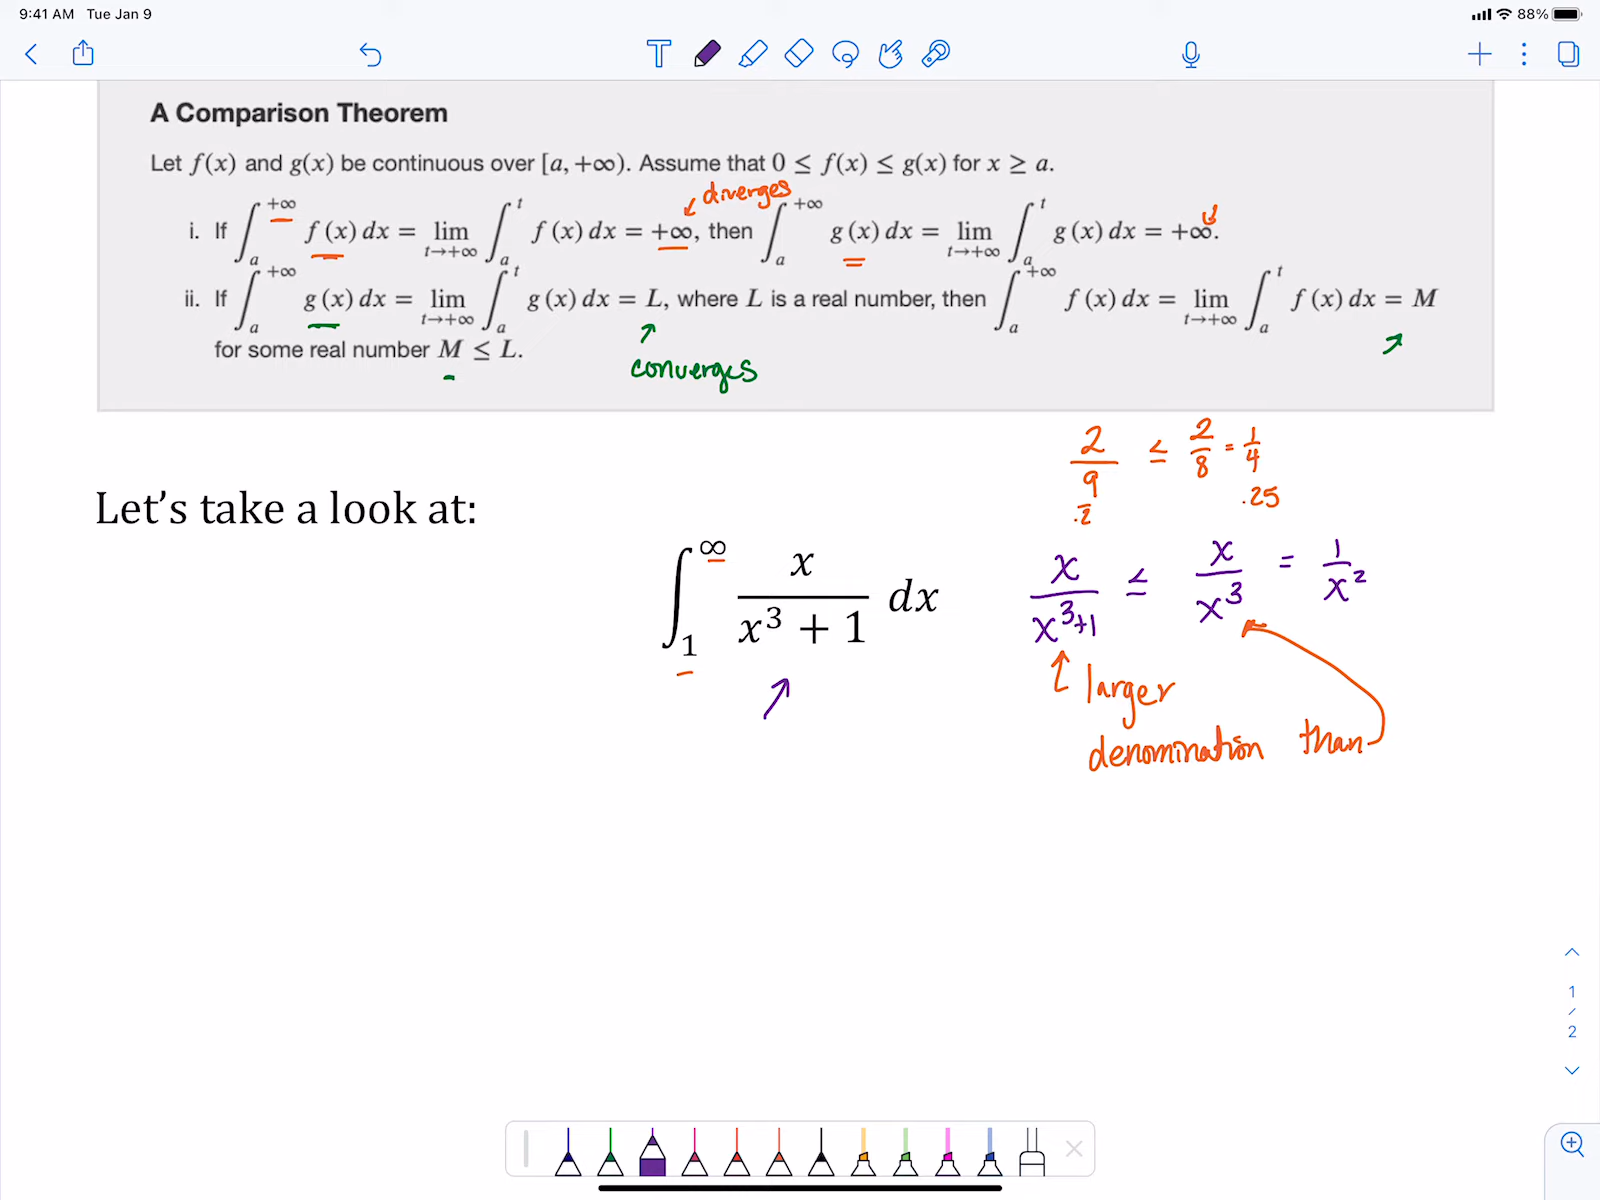 9:41 AM Tue Jan 9 88%
A Comparison Theorem
Let f(x) and g(x) be continuous over [a, +∞). Assume that 0 ≤ f(x) ≤ g(x) for x ≥ a.
diverges
i. If ∫_a^{+∞} f(x) dx = lim_{t→+∞} ∫_a^t f(x) dx = +∞, then ∫_a^{+∞} g(x) dx = lim_{t→+∞} ∫_a^t g(x) dx = +∞.
ii. If ∫_a^{+∞} g(x) dx = lim_{t→+∞} ∫_a^t g(x) dx = L, where L is a real number, then ∫_a^{+∞} f(x) dx = lim_{t→+∞} ∫_a^t f(x) dx = M
for some real number M ≤ L.
converges
2/9 ≤ 2/8 = 1/4
.2̅ .25
Let's take a look at:
∫_1^∞ x/(x³ + 1) dx
x/(x³+1) ≤ x/x³ = 1/x²
larger
denomination than
1
/
2